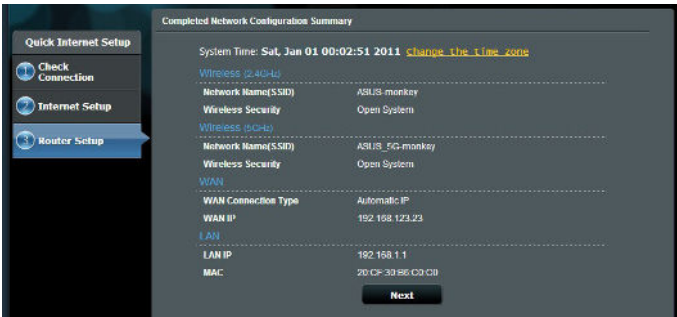 Completed Network Configuration Summary
Quick Internet Setup
1 Check Connection
2 Internet Setup
3 Router Setup
System Time: Sat, Jan 01 00:02:51 2011 Change the time zone
Wireless (2.4GHz)
Network Name(SSID) ASUS-monkey
Wireless Security Open System
Wireless (5GHz)
Network Name(SSID) ASUS_5G-monkey
Wireless Security Open System
WAN
WAN Connection Type Automatic IP
WAN IP 192.168.123.23
LAN
LAN IP 192.168.1.1
MAC 20:CF:30:B6:C0:C0
Next